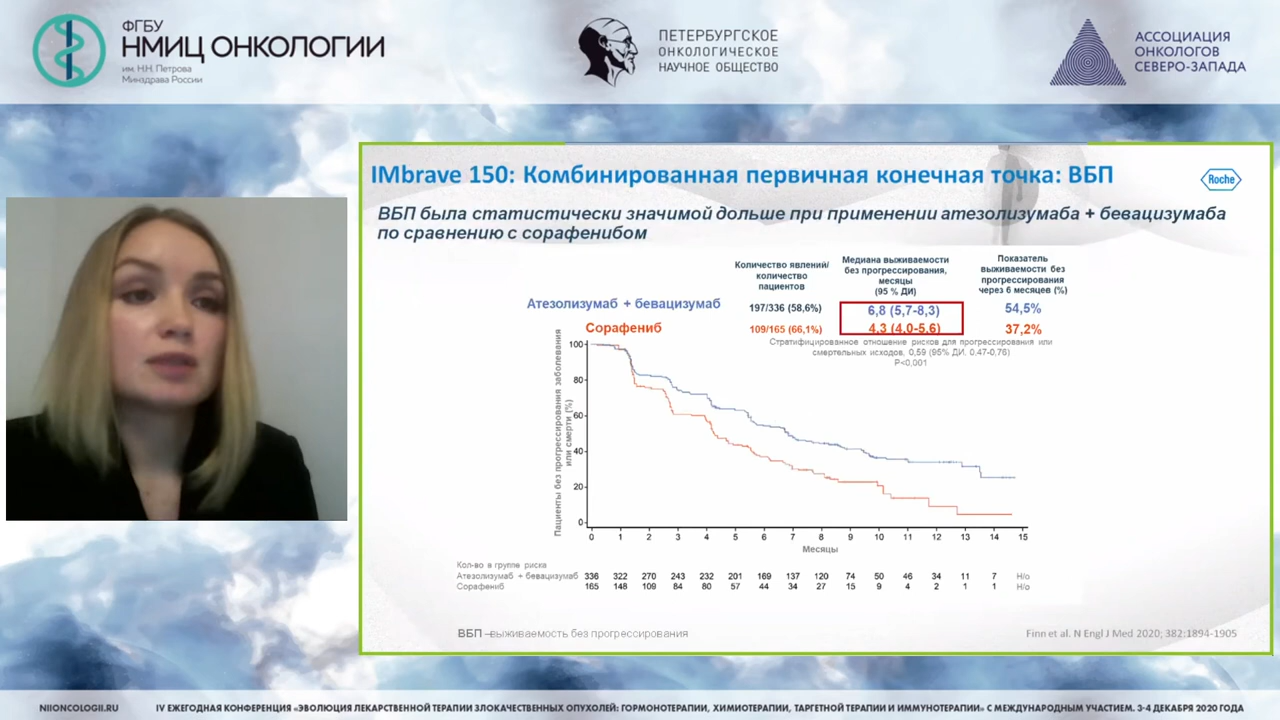 ФГБУ
НМИЦ ОНКОЛОГИИ
им. Н.Н. Петрова
Минздрава России
ПЕТЕРБУРГСКОЕ
ОНКОЛОГИЧЕСКОЕ
НАУЧНОЕ ОБЩЕСТВО
АССОЦИАЦИЯ
ОНКОЛОГОВ
СЕВЕРО-ЗАПАДА
IMbrave 150: Комбинированная первичная конечная точка: ВБП
Roche
ВБП была статистически значимой дольше при применении атезолизумаба + бевацизумаба
по сравнению с сорафенибом
Количество явлений/
количество
пациентов
Медиана выживаемости
без прогрессирования,
месяцы
(95 % ДИ)
Показатель
выживаемости без
прогрессирования
через 6 месяцев (%)
Атезолизумаб + бевацизумаб 197/336 (58,6%) 6,8 (5,7-8,3) 54,5%
Сорафениб 109/165 (66,1%) 4,3 (4,0-5,6) 37,2%
Стратифицированное отношение рисков для прогрессирования или
смертельных исходов, 0,59 (95% ДИ, 0,47-0,76)
P<0,001
Пациенты без прогрессирования заболевания
или смерти (%)
100
80
60
40
20
0
0 1 2 3 4 5 6 7 8 9 10 11 12 13 14 15
Месяцы
Кол-во в группе риска
Атезолизумаб + бевацизумаб 336 322 270 243 232 201 169 137 120 74 50 46 34 11 7 Н/о
Сорафениб 165 148 109 84 80 57 44 34 27 15 9 4 2 1 1 Н/о
ВБП –выживаемость без прогрессирования
Finn et al. N Engl J Med 2020; 382:1894-1905
NIIONCOLOGII.RU
IV ЕЖЕГОДНАЯ КОНФЕРЕНЦИЯ «ЭВОЛЮЦИЯ ЛЕКАРСТВЕННОЙ ТЕРАПИИ ЗЛОКАЧЕСТВЕННЫХ ОПУХОЛЕЙ: ГОРМОНОТЕРАПИИ, ХИМИОТЕРАПИИ, ТАРГЕТНОЙ ТЕРАПИИ И ИММУНОТЕРАПИИ» С МЕЖДУНАРОДНЫМ УЧАСТИЕМ. 3-4 ДЕКАБРЯ 2020 ГОДА